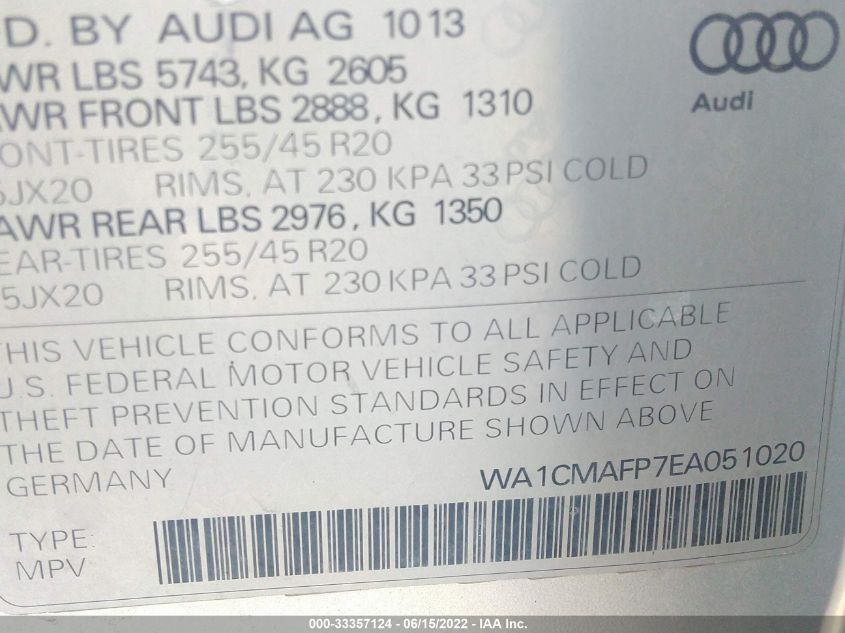 D. BY AUDI AG 1013
WR LBS 5743, KG 2605
AWR FRONT LBS 2888, KG 1310
ONT-TIRES 255/45 R20
5JX20 RIMS, AT 230 KPA 33 PSI COLD
AWR REAR LBS 2976, KG 1350
EAR-TIRES 255/45 R20
5JX20 RIMS, AT 230 KPA 33 PSI COLD
Audi
THIS VEHICLE CONFORMS TO ALL APPLICABLE
U.S. FEDERAL MOTOR VEHICLE SAFETY AND
THEFT PREVENTION STANDARDS IN EFFECT ON
THE DATE OF MANUFACTURE SHOWN ABOVE
GERMANY WA1CMAFP7EA051020
TYPE:
MPV
000-33357124 - 06/15/2022 - IAA Inc.